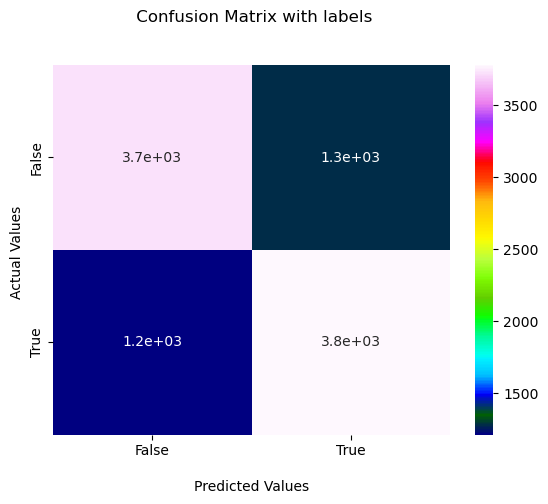 Confusion Matrix with labels
False
True
Actual Values
3.7e+03
1.3e+03
1.2e+03
3.8e+03
False
True
Predicted Values
3500
3000
2500
2000
1500